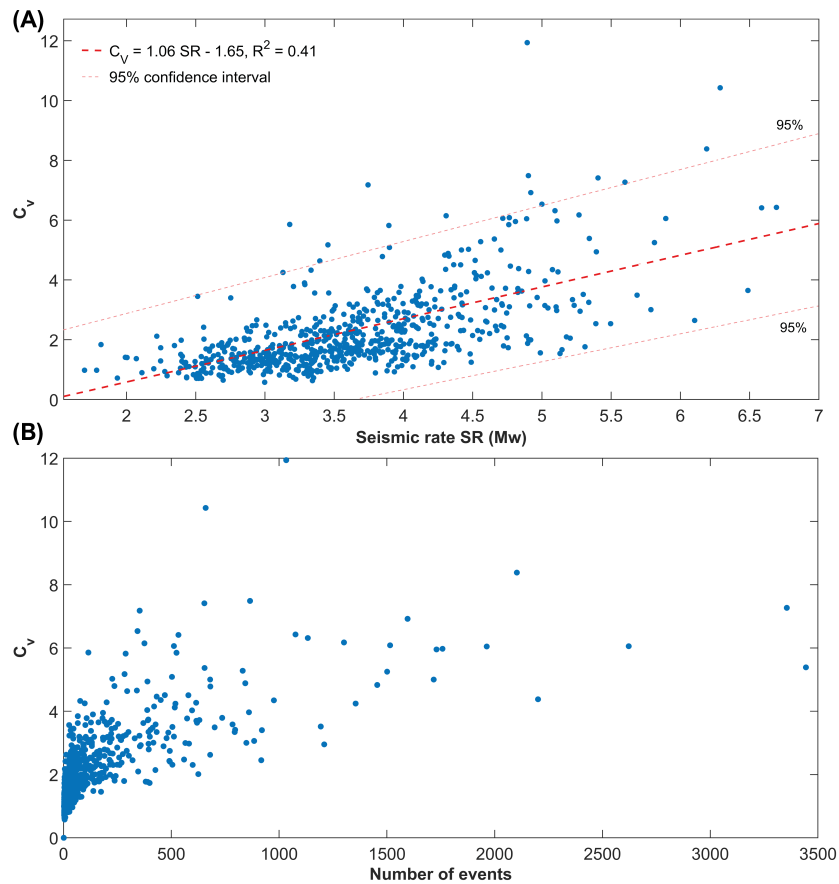 (A)
12
10
8
6
4
2
0
C_V = 1.06 SR - 1.65, R^2 = 0.41
95% confidence interval
95%
95%
C_v
2 2.5 3 3.5 4 4.5 5 5.5 6 6.5 7
Seismic rate SR (Mw)
(B)
12
10
8
6
4
2
0
C_v
0 500 1000 1500 2000 2500 3000 3500
Number of events